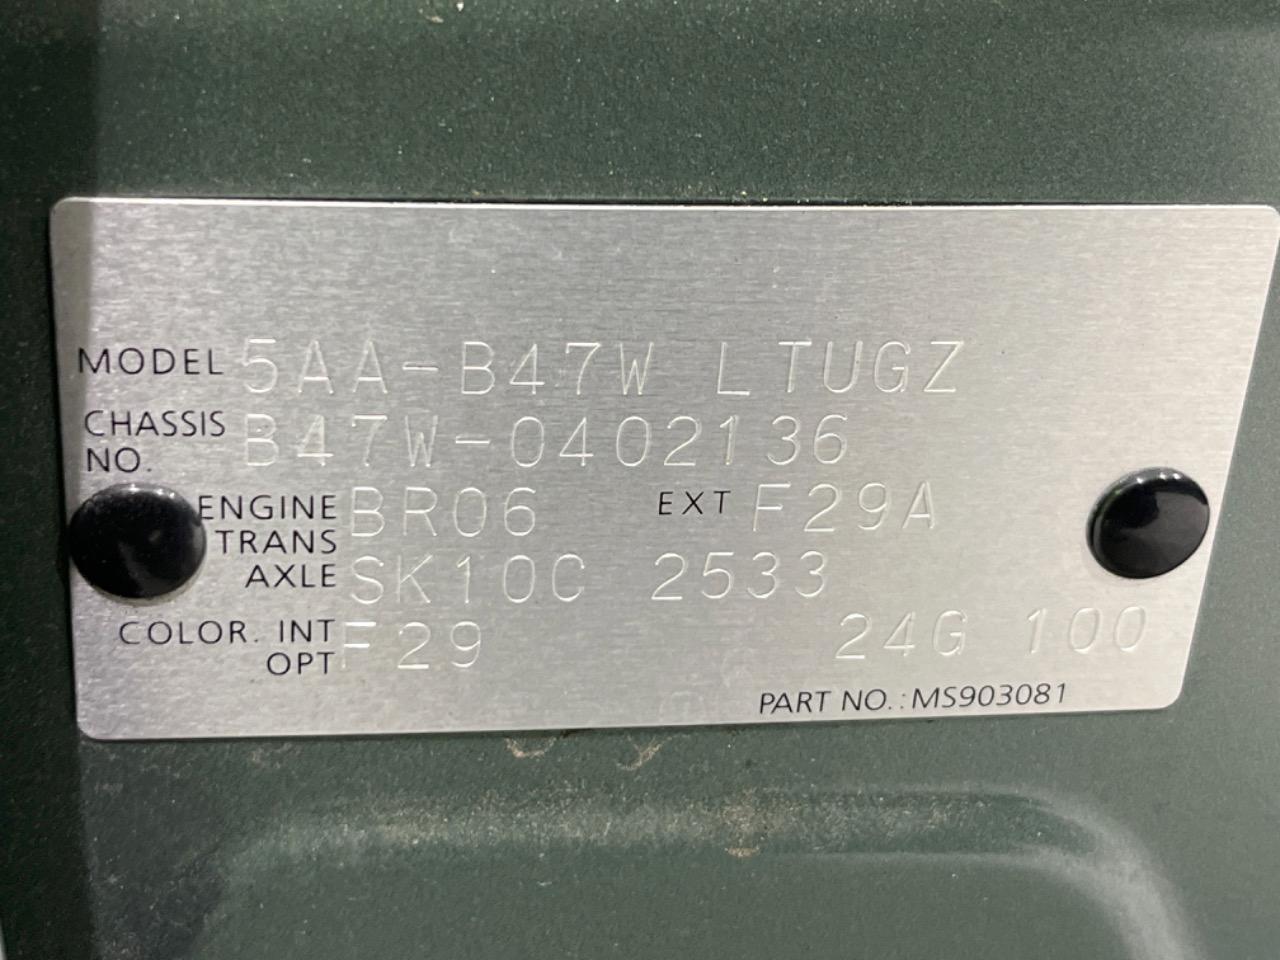 MODEL 5AA-B47W LTUGZ
CHASSIS NO. B47W-0402136
ENGINE BR06 EXT F29A
TRANS AXLE SK10C 2533
COLOR. INT OPT F29 24G 100
PART NO.: MS903081